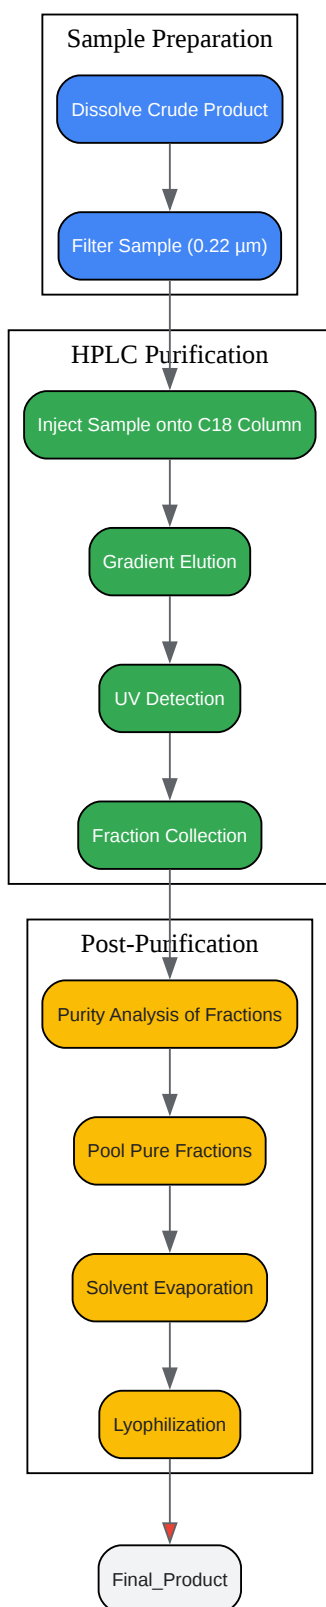 Sample Preparation
Dissolve Crude Product
Filter Sample (0.22 µm)
HPLC Purification
Inject Sample onto C18 Column
Gradient Elution
UV Detection
Fraction Collection
Post-Purification
Purity Analysis of Fractions
Pool Pure Fractions
Solvent Evaporation
Lyophilization
Final_Product